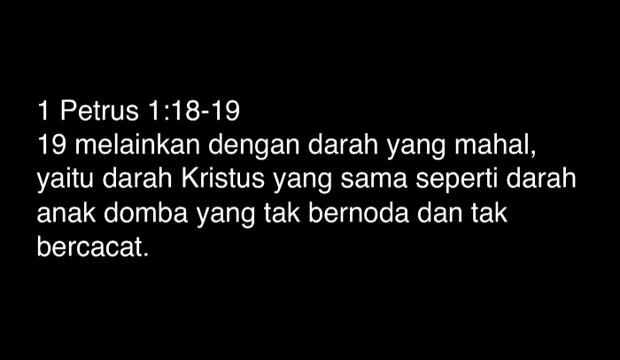 1 Petrus 1:18-19
19 melainkan dengan darah yang mahal,
yaitu darah Kristus yang sama seperti darah
anak domba yang tak bernoda dan tak
bercacat.